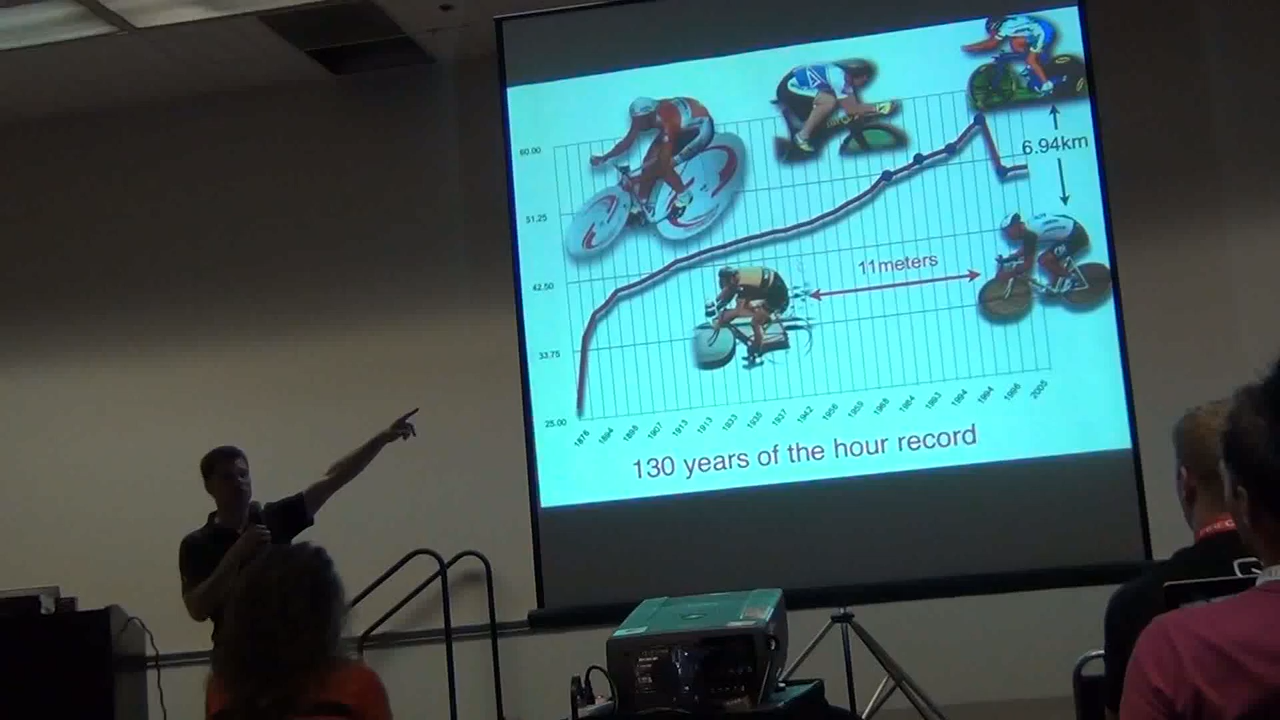 60.00
51.25
42.50
33.75
25.00
6.94km
11meters
1876 1894 1898 1907 1913 1913 1933 1935 1937 1942 1956 1959 1968 1984 1993 1994 1994 1996 2005
130 years of the hour record